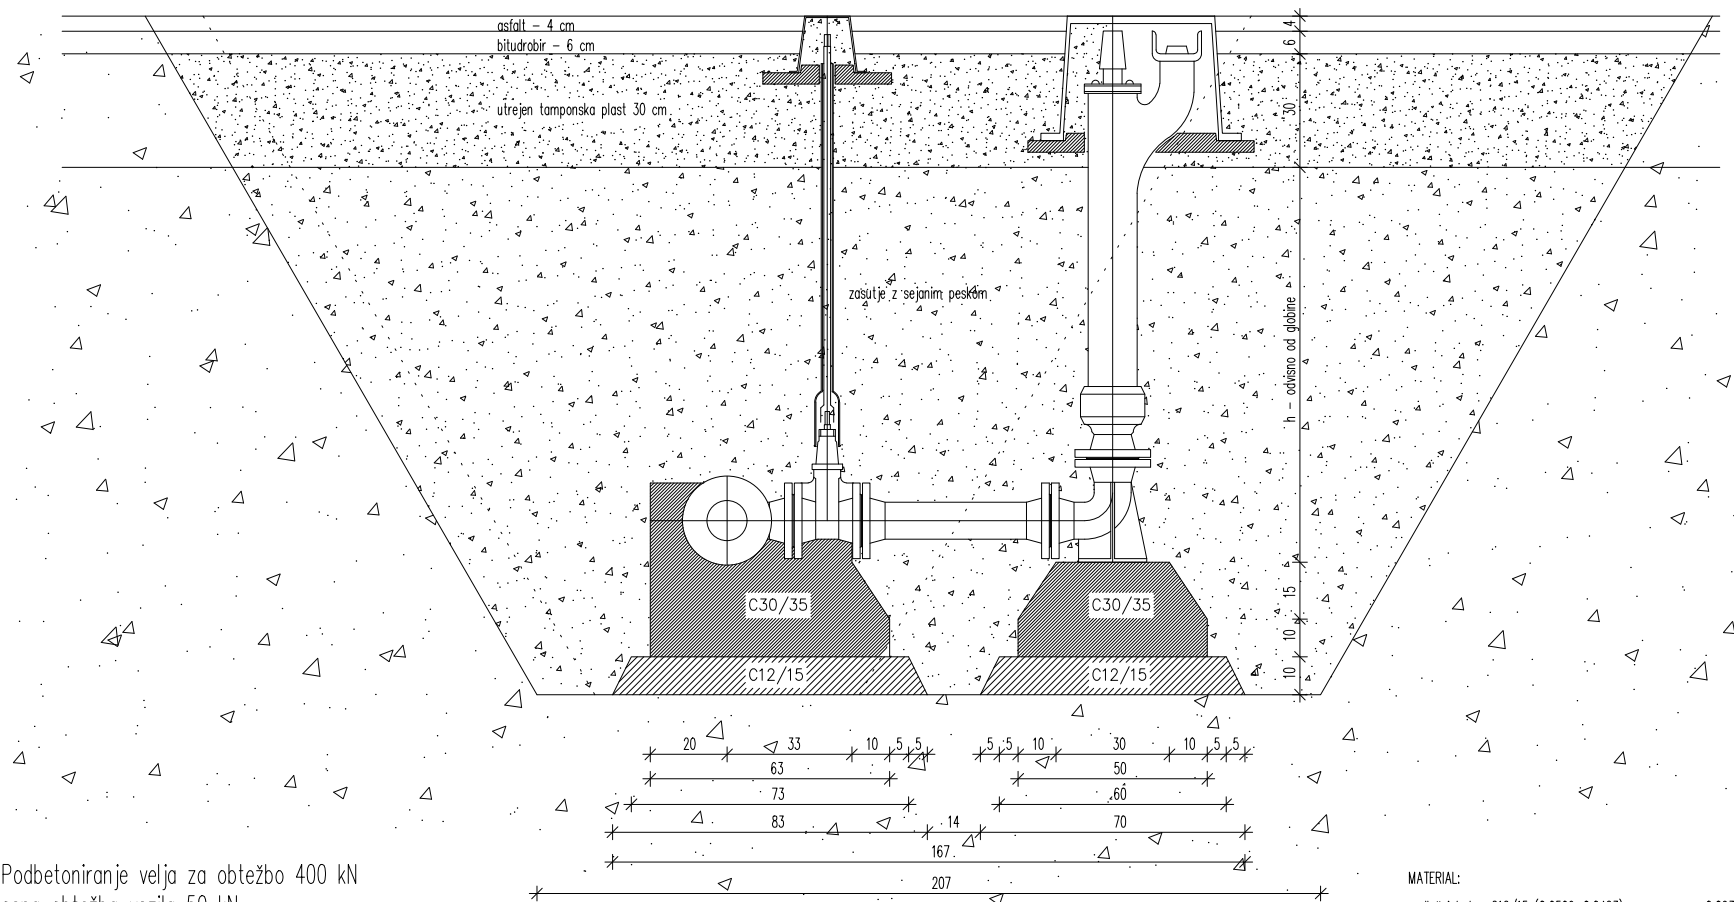 asfalt - 4 cm
bitudrobir - 6 cm
utrejen tamponska plast 30 cm
zasutje z sejanim peskom
4
6
30
h - odvisno od globine
15
10
10
C30/35
C30/35
C12/15
C12/15
20 33 10 5 5 5 5 10 30 10 5 5
63 50
73 60
83 14 70
167
207
Podbetoniranje velja za obtežbo 400 kN
MATERIAL: